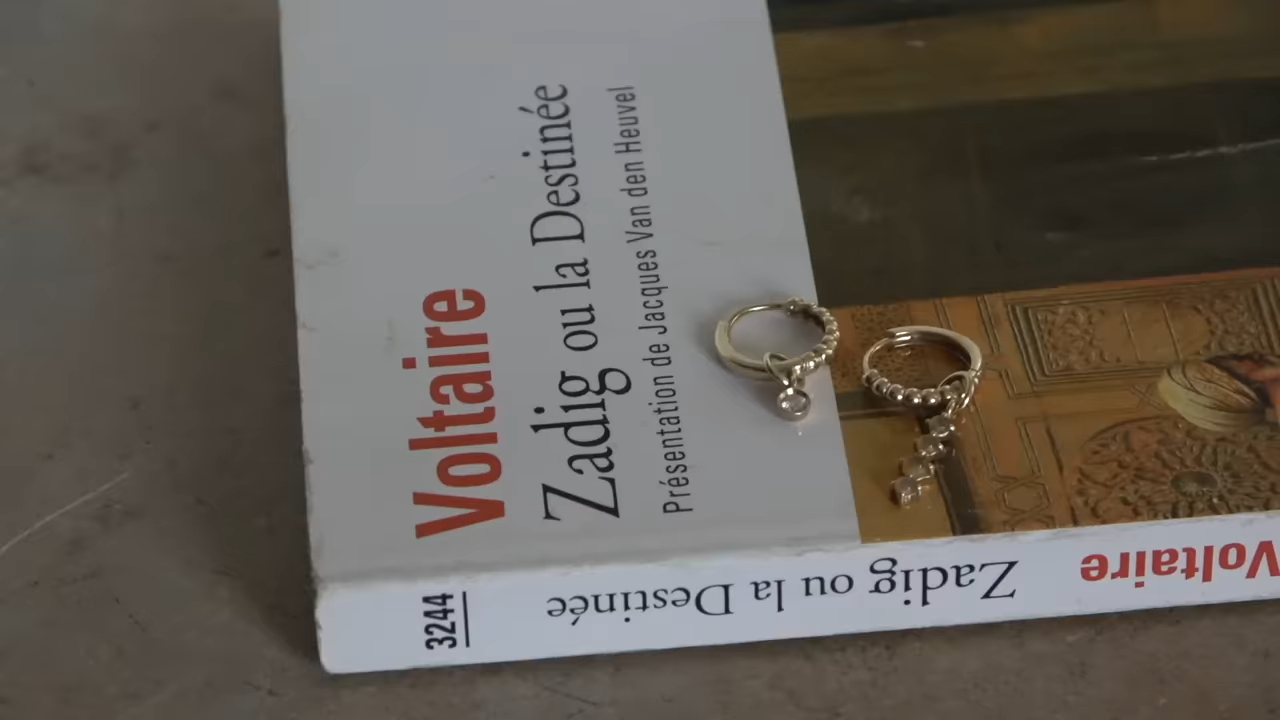 Voltaire
Zadig ou la Destinée
Présentation de Jacques Van den Heuvel
Voltaire
Zadig ou la Destinée
3244